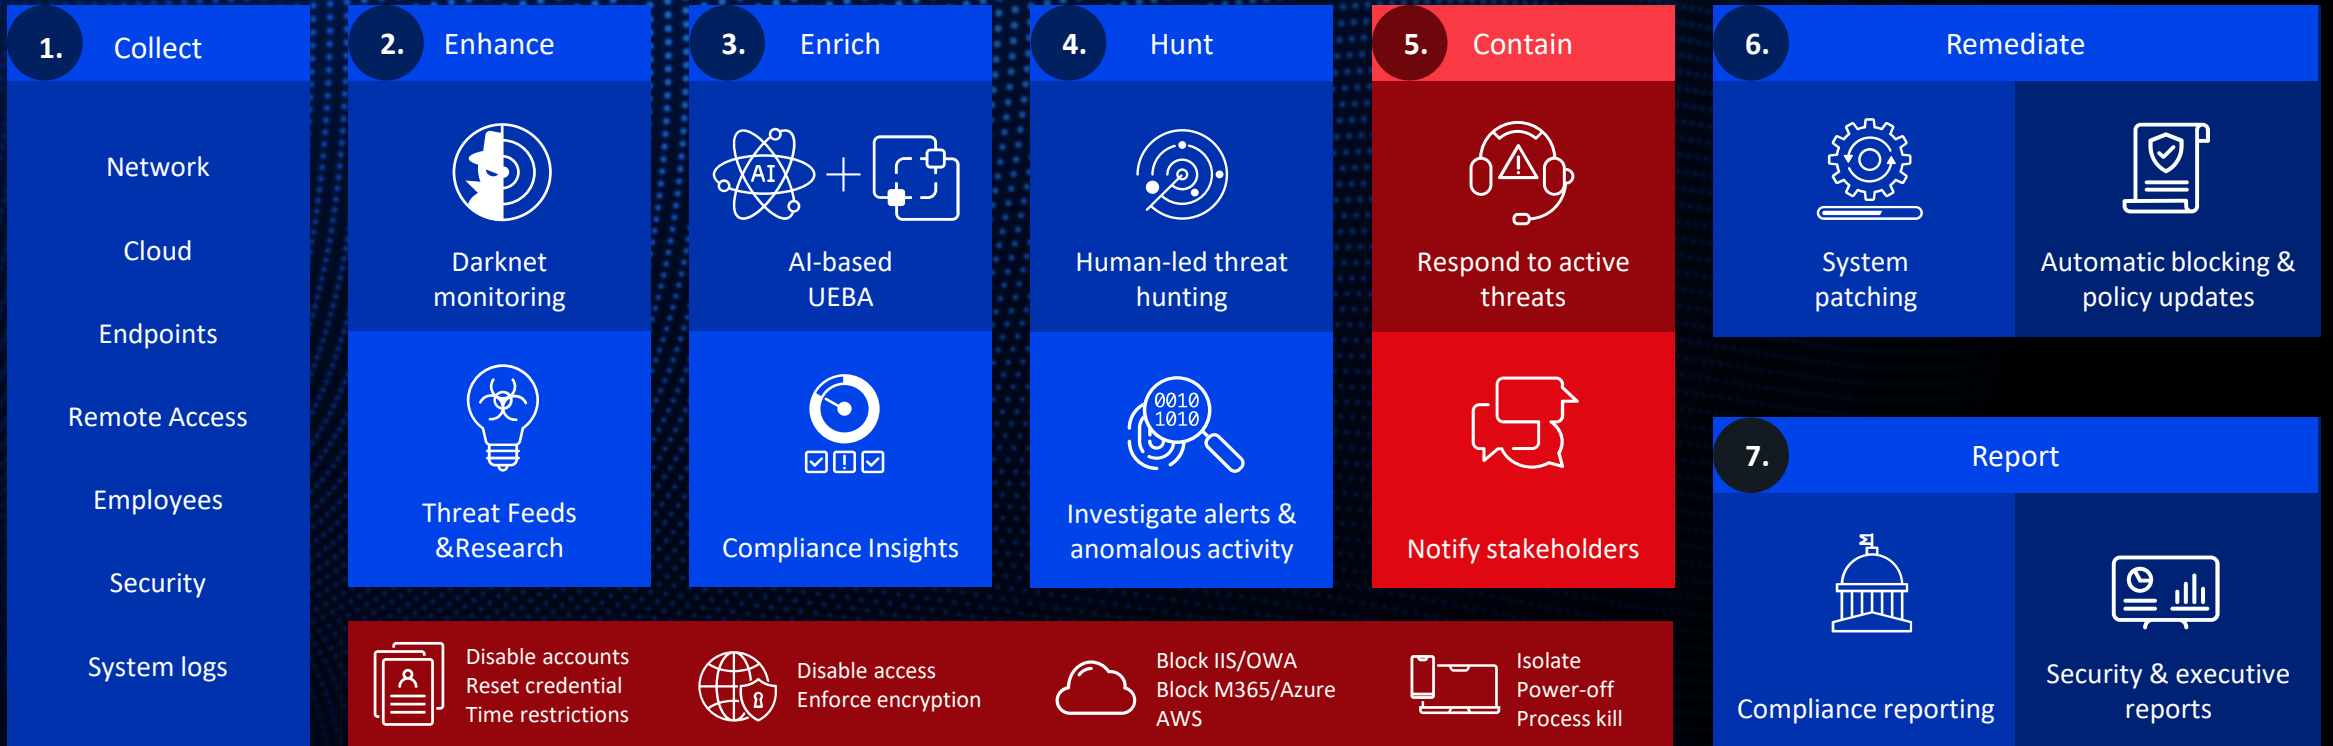 1.
Collect
Network
Cloud
Endpoints
Remote Access
Employees
Security
System logs
2.
Enhance
Darknet
monitoring
Threat Feeds
&Research
3.
Enrich
AI
AI-based
UEBA
Compliance Insights
4.
Hunt
Human-led threat
hunting
0010
1010
Investigate alerts &
anomalous activity
5.
Contain
Respond to active
threats
Notify stakeholders
Disable accounts
Reset credential
Time restrictions
Disable access
Enforce encryption
Block IIS/OWA
Block M365/Azure
AWS
Isolate
Power-off
Process kill
6.
Remediate
System
patching
Automatic blocking &
policy updates
7.
Report
Compliance reporting
Security & executive
reports